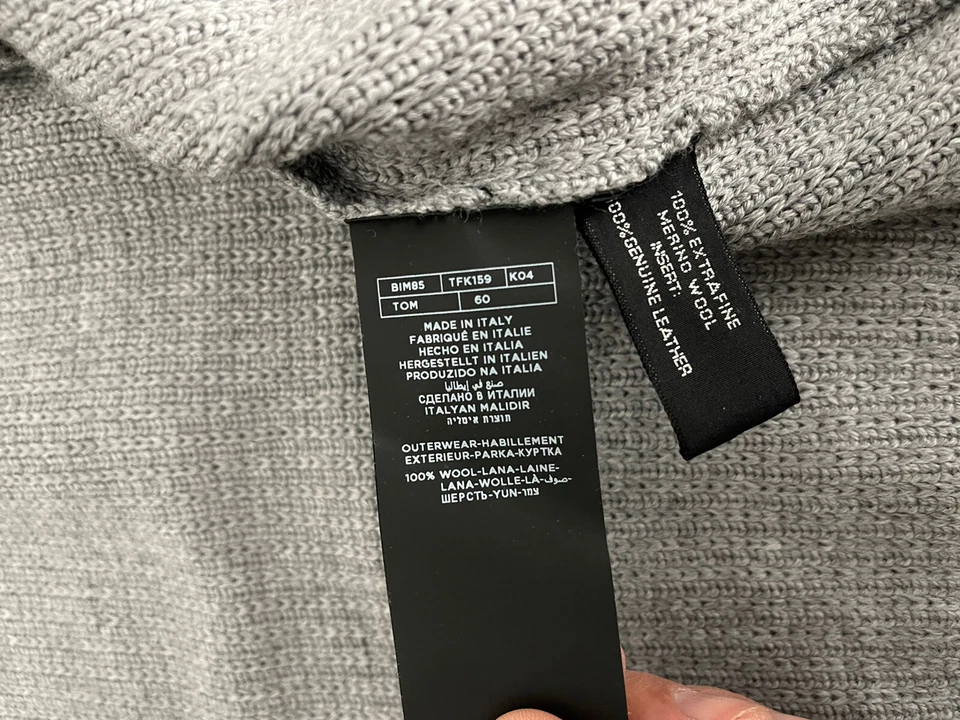 BIM85 TFK159 K04
TOM 60
MADE IN ITALY
FABRIQUÉ EN ITALIE
HECHO EN ITALIA
HERGESTELLT IN ITALIEN
PRODUZIDO NA ITALIA
صنع في إيطاليا
СДЕЛАНО В ИТАЛИИ
ITALYAN MALIDIR
תוצרת איטליה
OUTERWEAR-HABILLEMENT
EXTERIEUR-PARKA-КУРТКА
100% WOOL-LANA-LAINE-
LANA-WOLLE-LÀ-صوف-
ШЕРСТЬ-YUN-צמר
100% EXTRAFINE
MERINO WOOL
INSERT:
00% GENUINE LEATHER